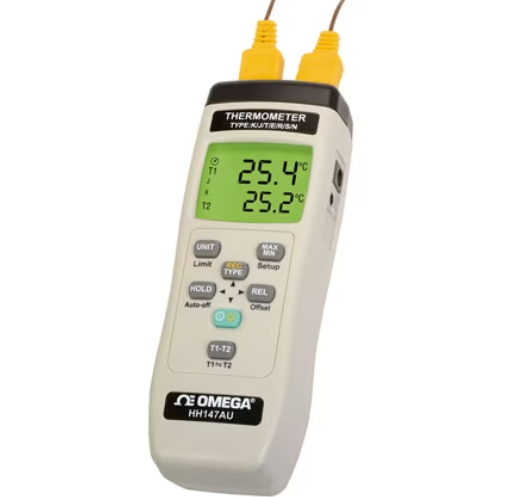 THERMOMETER
TYPE:K/J/T/E/R/S/N
T1 25.4°C
J
K
T2 25.2°C
UNIT
MAX
MIN
REC
TYPE
Limit
Setup
HOLD
REL
Auto-off
Offset
T1-T2
T1 T2
OMEGA®
HH147AU